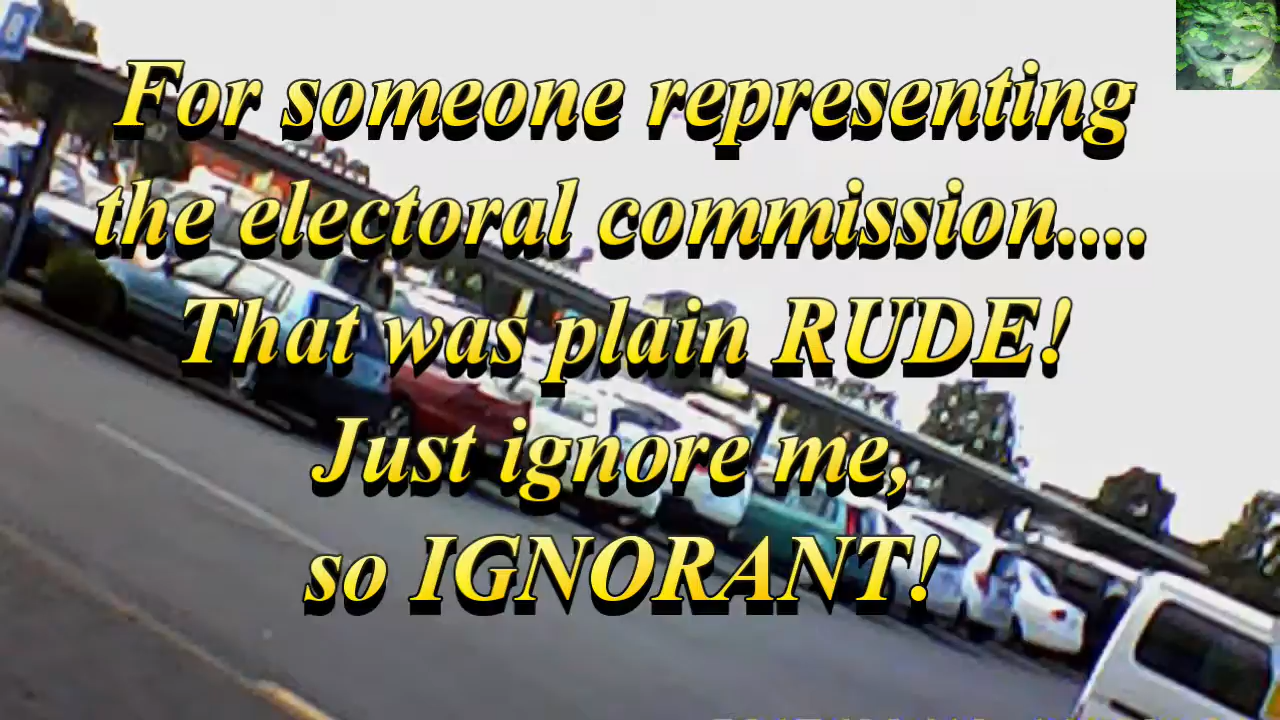 For someone representing
the electoral commission....
That was plain RUDE!
Just ignore me,
so IGNORANT!